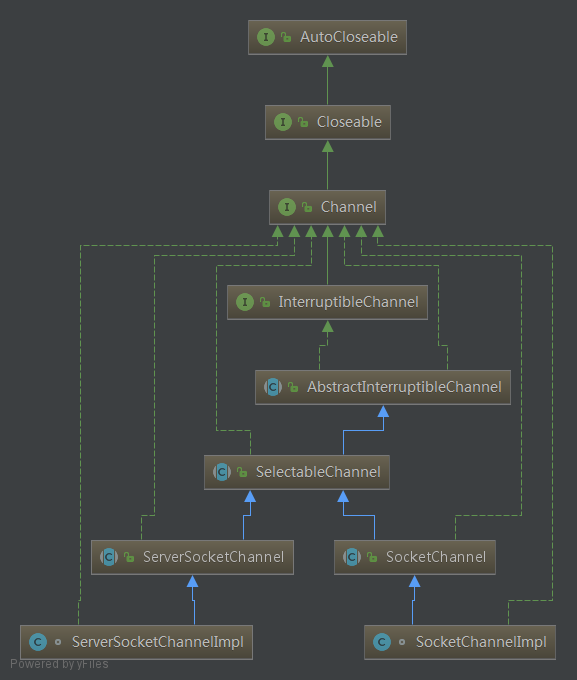 AutoCloseable
Closeable
Channel
InterruptibleChannel
AbstractInterruptibleChannel
SelectableChannel
ServerSocketChannel
SocketChannel
ServerSocketChannelImpl
SocketChannelImpl
Powered by yFiles